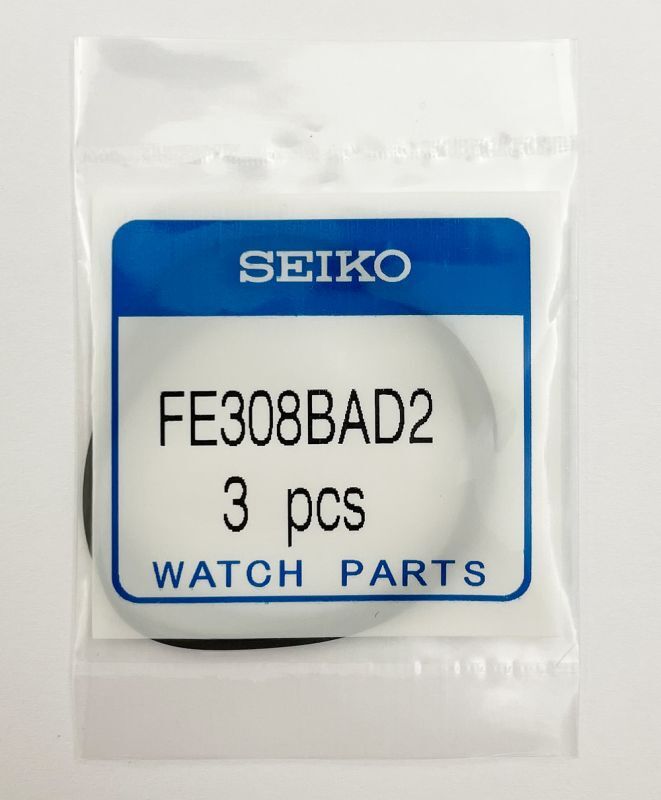 SEIKO
FE308BAD2
3 pcs
WATCH PARTS